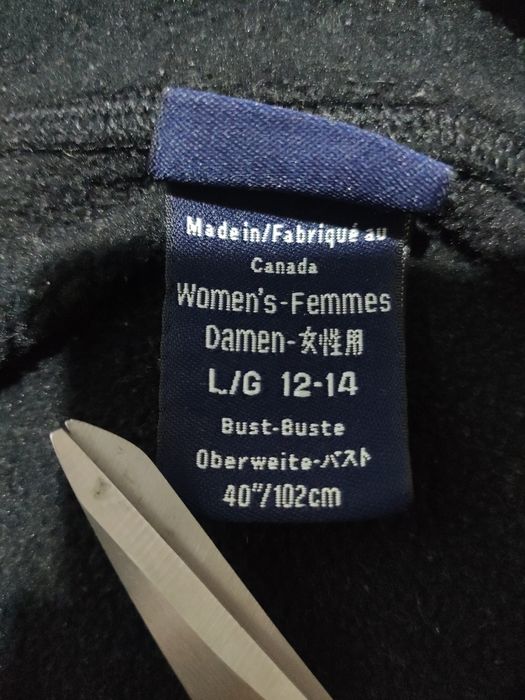 Made in/Fabriqué au
Canada
Women's-Femmes
Damen-女性用
L/G 12-14
Bust-Buste
Oberweite-バスト
40"/102cm